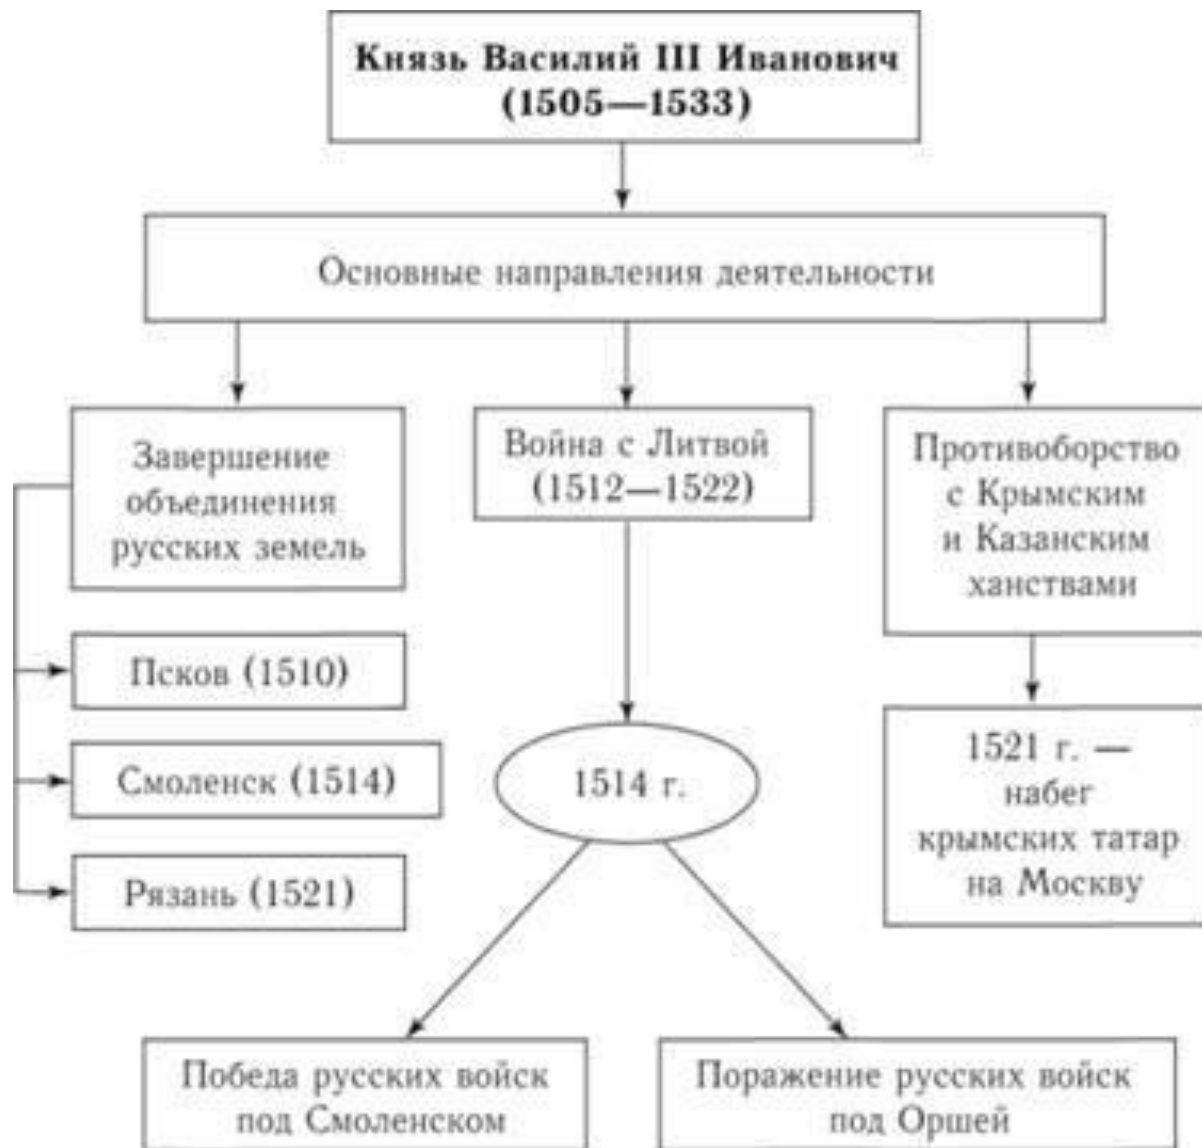 Князь Василий III Иванович
(1505—1533)
Основные направления деятельности
Завершение
объединения
русских земель
Псков (1510)
Смоленск (1514)
Рязань (1521)
Война с Литвой
(1512—1522)
1514 г.
Победа русских войск
под Смоленском
Поражение русских войск
под Оршей
Противоборство
с Крымским
и Казанским
ханствами
1521 г. —
набег
крымских татар
на Москву